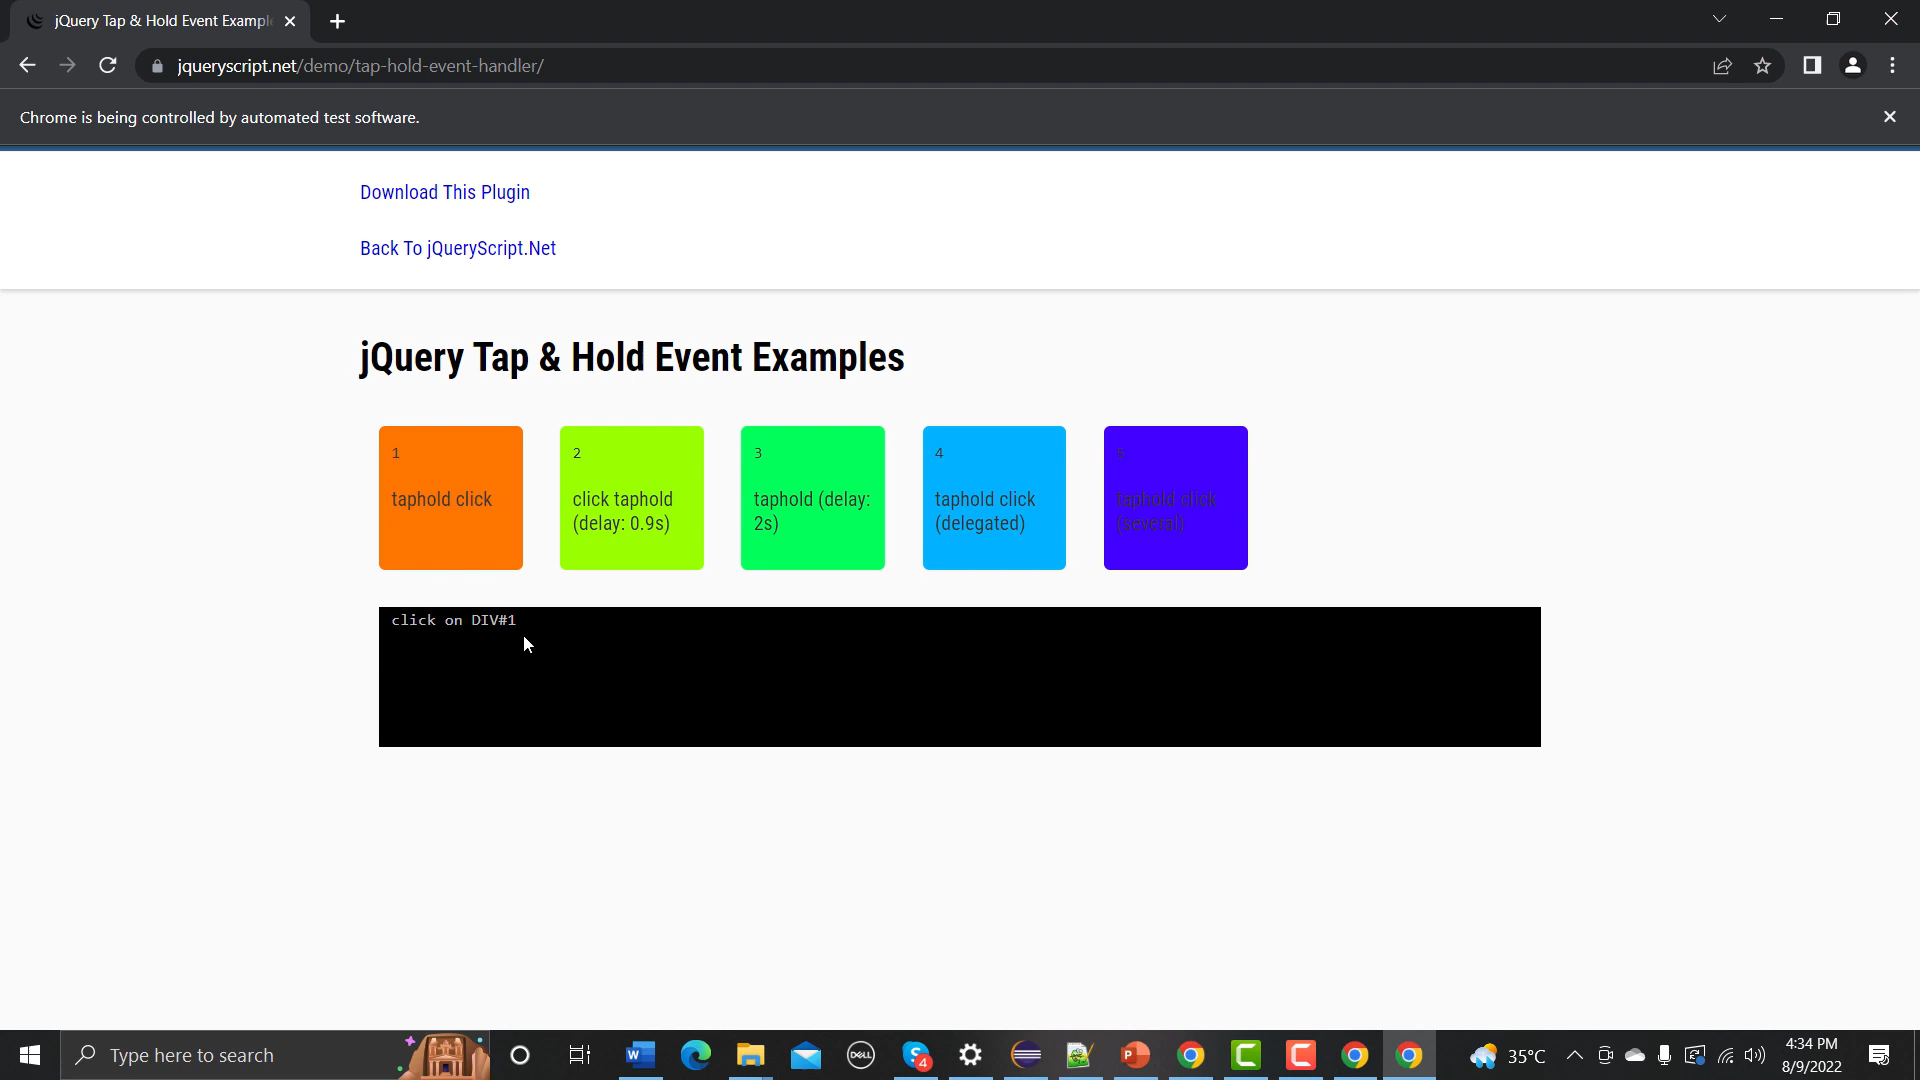 jQuery Tap & Hold Event Exampl
jqueryscript.net/demo/tap-hold-event-handler/
Chrome is being controlled by automated test software.
Download This Plugin
Back To jQueryScript.Net
jQuery Tap & Hold Event Examples
1
taphold click
2
click taphold
(delay: 0.9s)
3
taphold (delay:
2s)
4
taphold click
(delegated)
5
taphold click
(several)
click on DIV#1
Type here to search
W
DELL
4
P
C
C
35°C
4:34 PM
8/9/2022